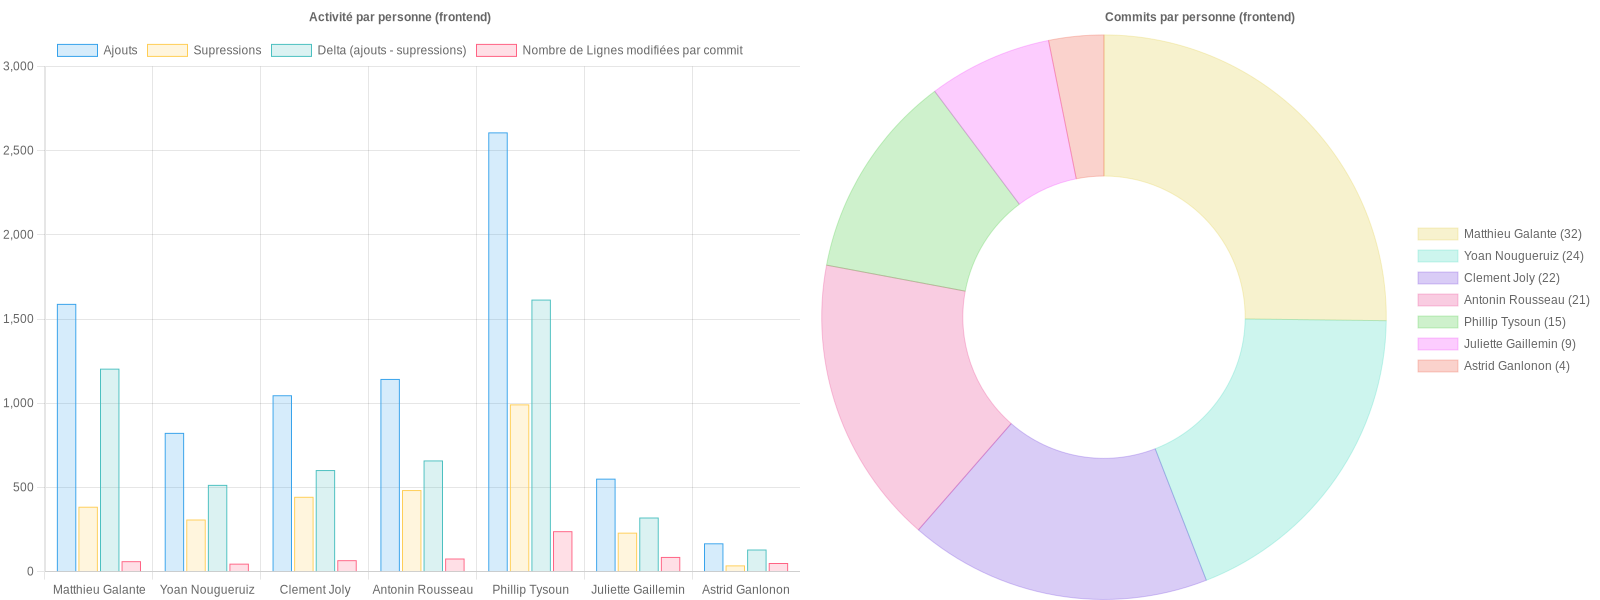 Activité par personne (frontend)
Ajouts
Supressions
Delta (ajouts - supressions)
Nombre de Lignes modifiées par commit
3,000
2,500
2,000
1,500
1,000
500
0
Matthieu Galante
Yoan Nougueruiz
Clement Joly
Antonin Rousseau
Phillip Tysoun
Juliette Gaillemin
Astrid Ganlonon
Commits par personne (frontend)
Matthieu Galante (32)
Yoan Nougueruiz (24)
Clement Joly (22)
Antonin Rousseau (21)
Phillip Tysoun (15)
Juliette Gaillemin (9)
Astrid Ganlonon (4)